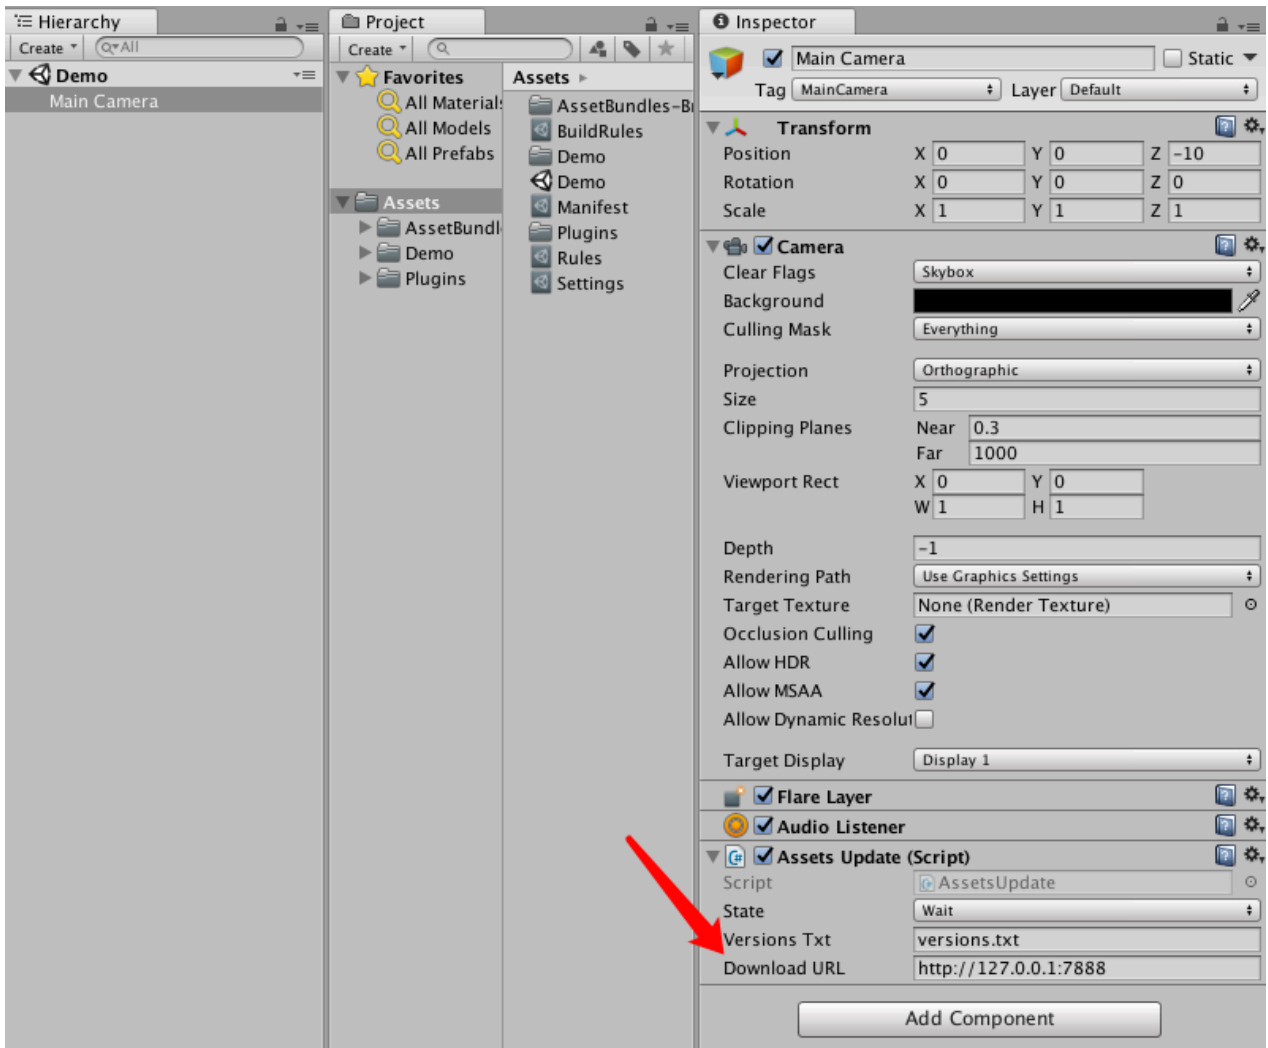 Hierarchy
Create
All
Demo
Main Camera
Project
Create
Favorites
All Materials
All Models
All Prefabs
Assets
AssetBundl
Demo
Plugins
Assets
AssetBundles-B
BuildRules
Demo
Demo
Manifest
Plugins
Rules
Settings
Inspector
Main Camera Static
Tag MainCamera Layer Default
Transform
Position X 0 Y 0 Z -10
Rotation X 0 Y 0 Z 0
Scale X 1 Y 1 Z 1
Camera
Clear Flags Skybox
Background
Culling Mask Everything
Projection Orthographic
Size 5
Clipping Planes Near 0.3
Far 1000
Viewport Rect X 0 Y 0
W 1 H 1
Depth -1
Rendering Path Use Graphics Settings
Target Texture None (Render Texture)
Occlusion Culling
Allow HDR
Allow MSAA
Allow Dynamic Resolu
Target Display Display 1
Flare Layer
Audio Listener
Assets Update (Script)
Script AssetsUpdate
State Wait
Versions Txt versions.txt
Download URL http://127.0.0.1:7888
Add Component